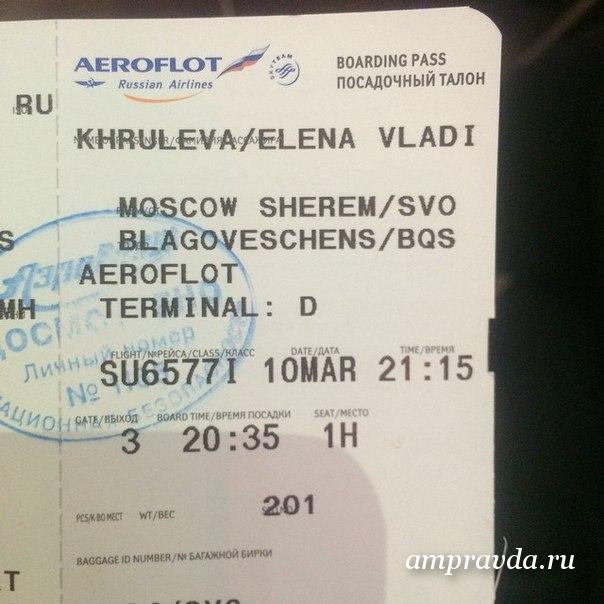 AEROFLOT
Russian Airlines
SKYTEAM
BOARDING PASS
ПОСАДОЧНЫЙ ТАЛОН
RU
KHRULEVA/ELENA VLADI
MOSCOW SHEREM/SVO
S BLAGOVESCHENS/BQS
AEROFLOT
MH TERMINAL: D
Личный номер
№
FLIGHT/№РЕЙСА/CLASS/КЛАСС DATE/ДАТА TIME/ВРЕМЯ
SU6577I 10MAR 21:15
GATE/ВЫХОД BOARD TIME/ВРЕМЯ ПОСАДКИ SEAT/МЕСТО
3 20:35 1H
201
PCS/К-ВО МЕСТ WT/ВЕС
BAGGAGE ID NUMBER/№ БАГАЖНОЙ БИРКИ
ampravda.ru